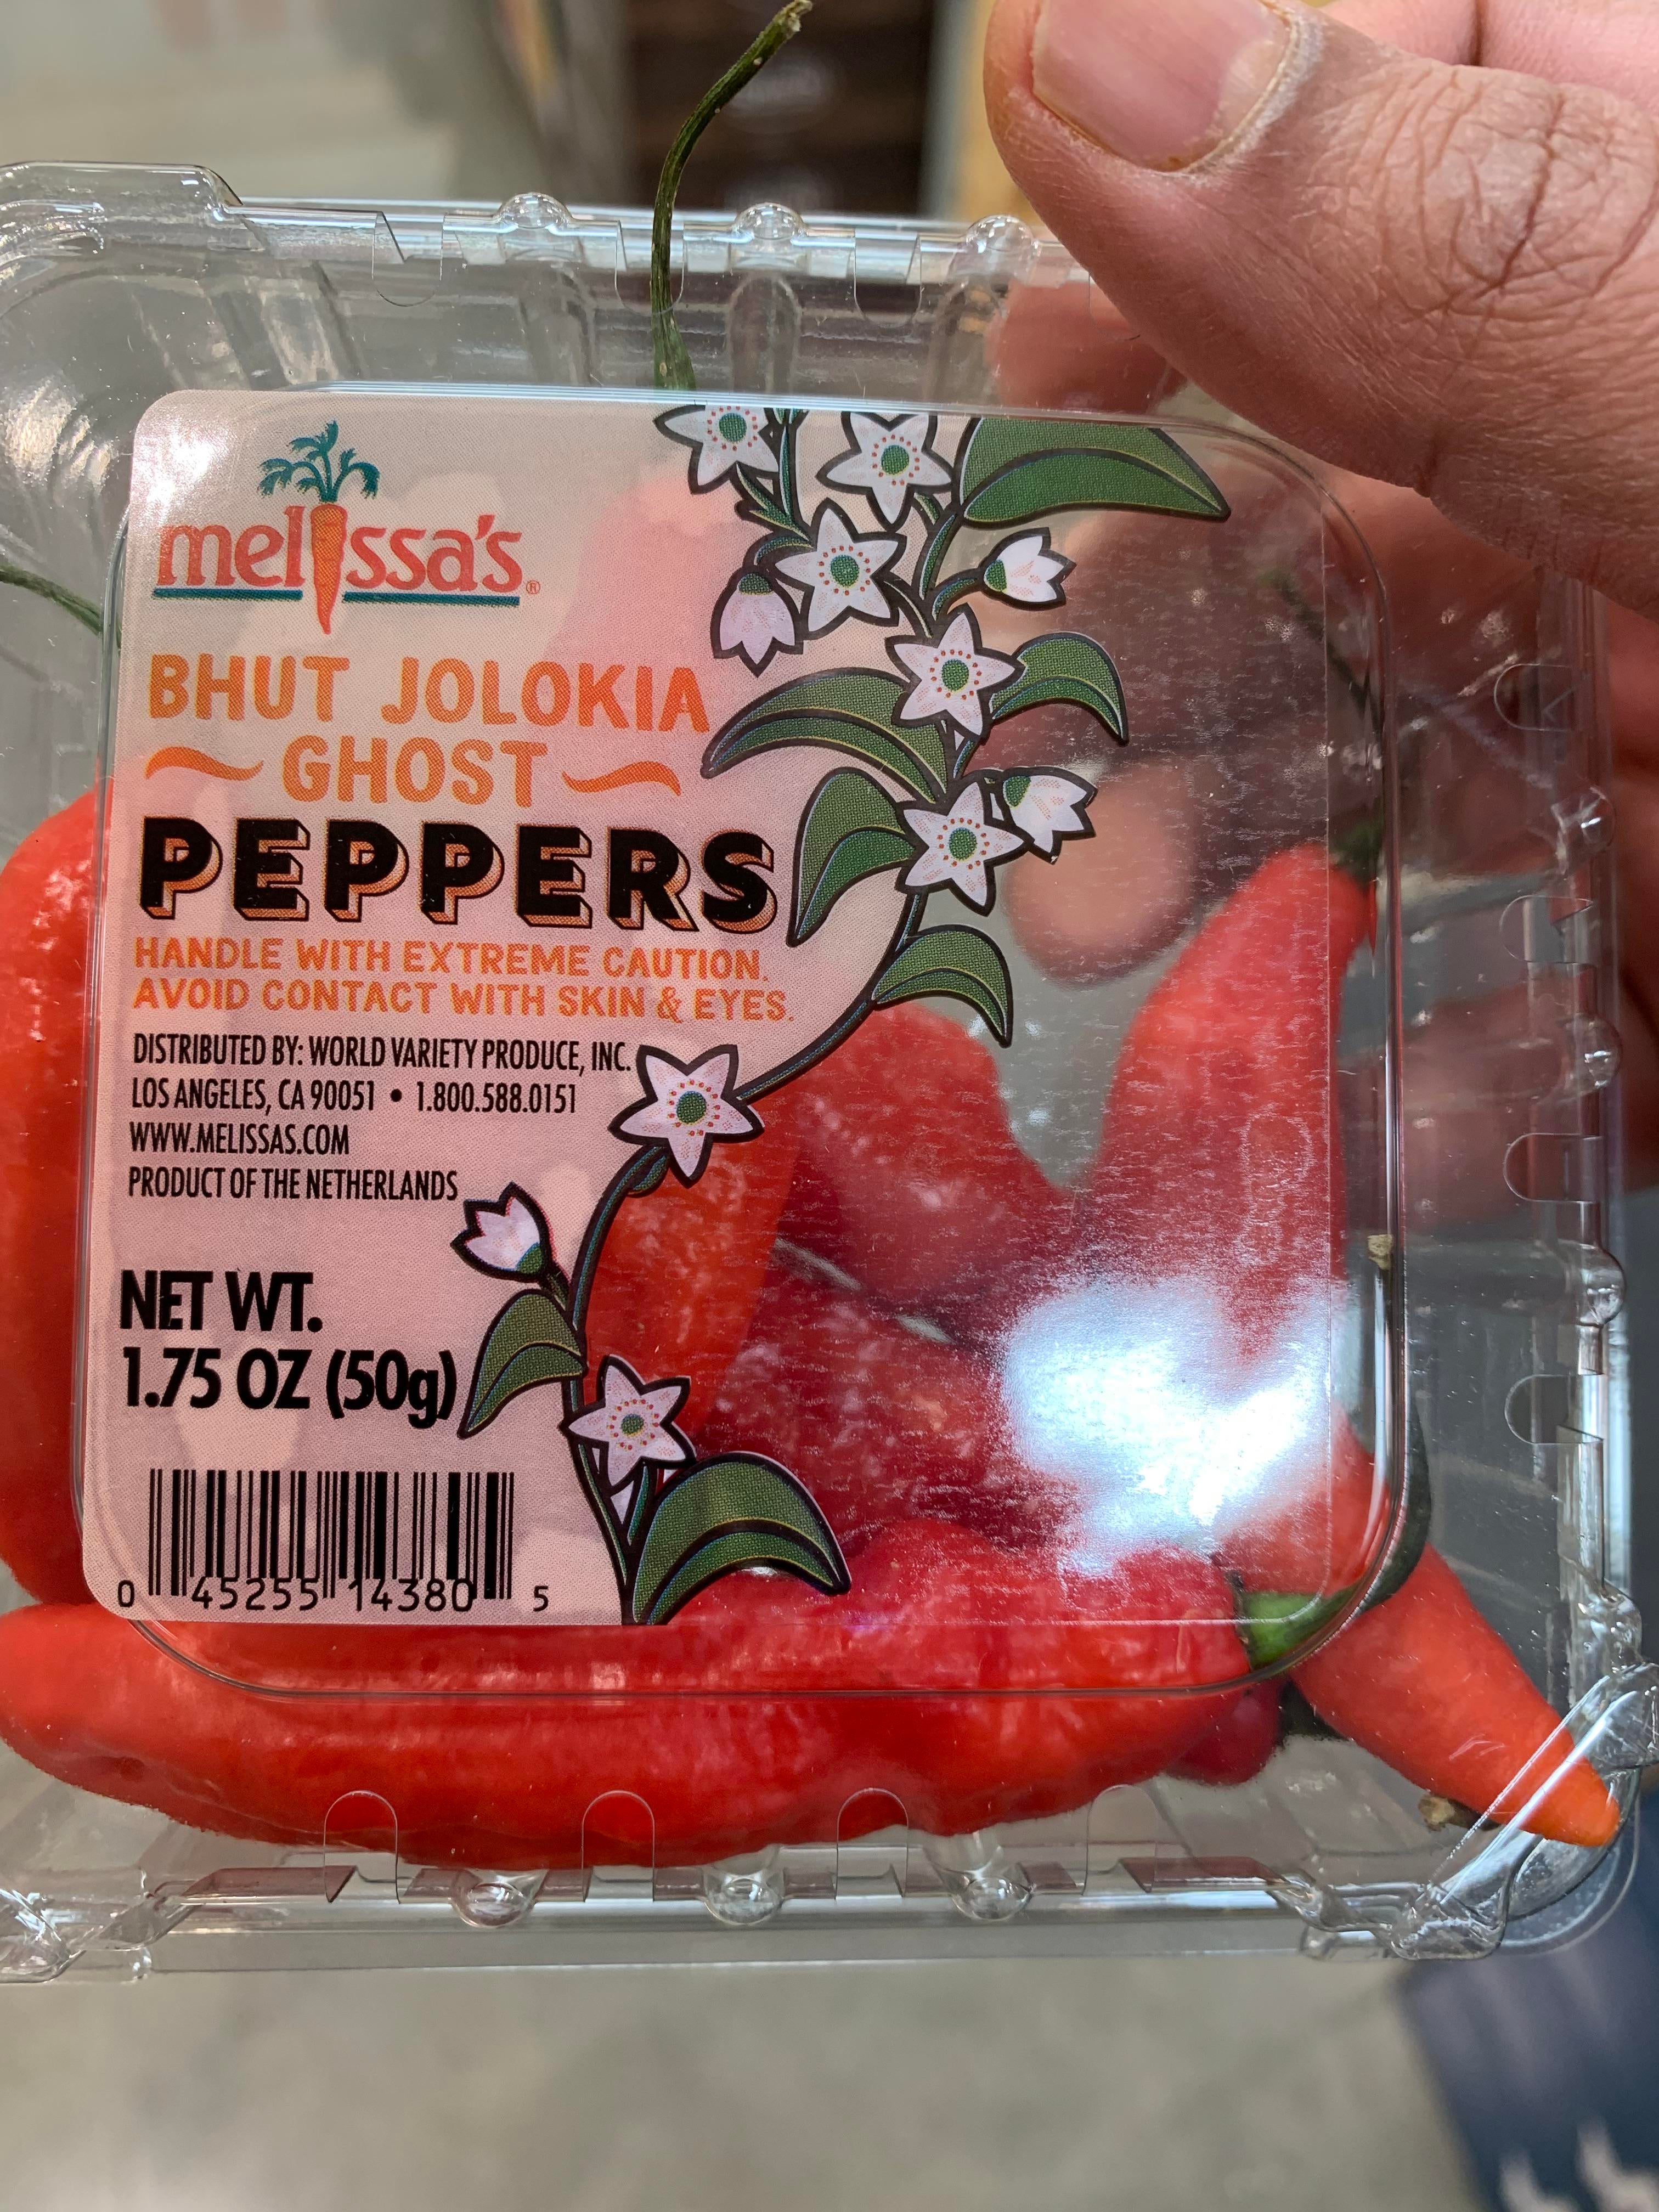 melissa's®
BHUT JOLOKIA
GHOST
PEPPERS
HANDLE WITH EXTREME CAUTION.
AVOID CONTACT WITH SKIN & EYES.
DISTRIBUTED BY: WORLD VARIETY PRODUCE, INC.
LOS ANGELES, CA 90051 • 1.800.588.0151
WWW.MELISSAS.COM
PRODUCT OF THE NETHERLANDS
NET WT.
1.75 OZ (50g)
0 45255 14380 5